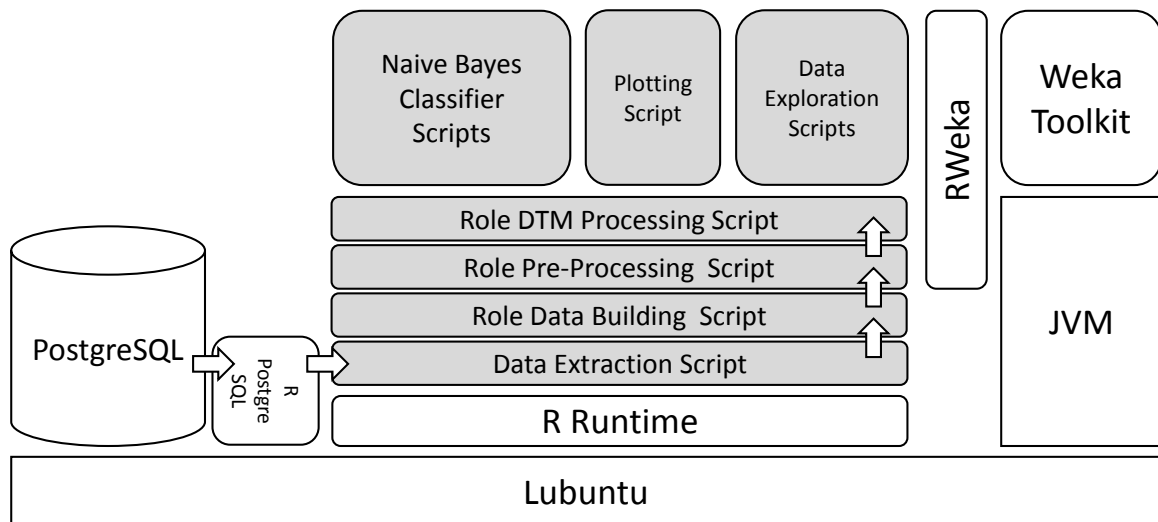 Naive Bayes
Classifier
Scripts
Plotting
Script
Data
Exploration
Scripts
RWeka
Weka
Toolkit
Role DTM Processing Script
Role Pre-Processing Script
Role Data Building Script
Data Extraction Script
PostgreSQL
R
Postgre
SQL
JVM
R Runtime
Lubuntu